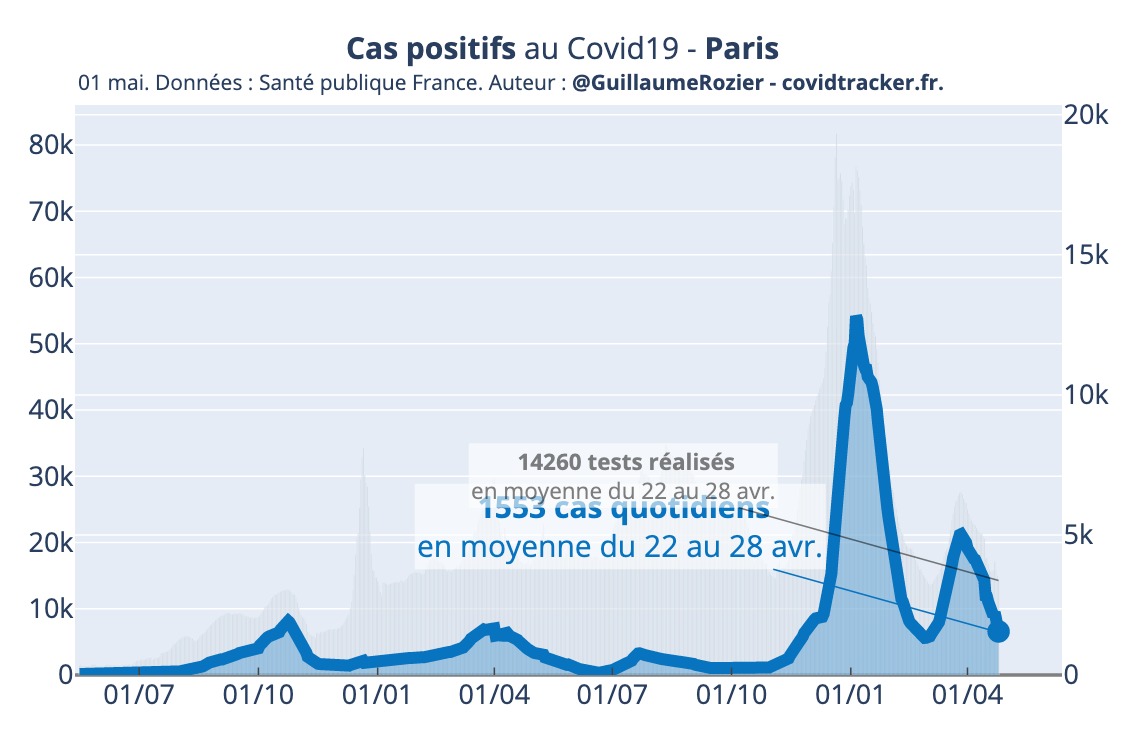 Cas positifs au Covid19 - Paris
01 mai. Données : Santé publique France. Auteur : @GuillaumeRozier - covidtracker.fr.
20k
80k
70k
15k
60k
50k
10k
40k
14260 tests réalisés
30k
en moyenne du 22 au 28 avr.
1553 cas quotidiens
5k
20k
en moyenne du 22 au 28 avr.
10k
0
0
01/07 01/10 01/01 01/04 01/07 01/10 01/01 01/04